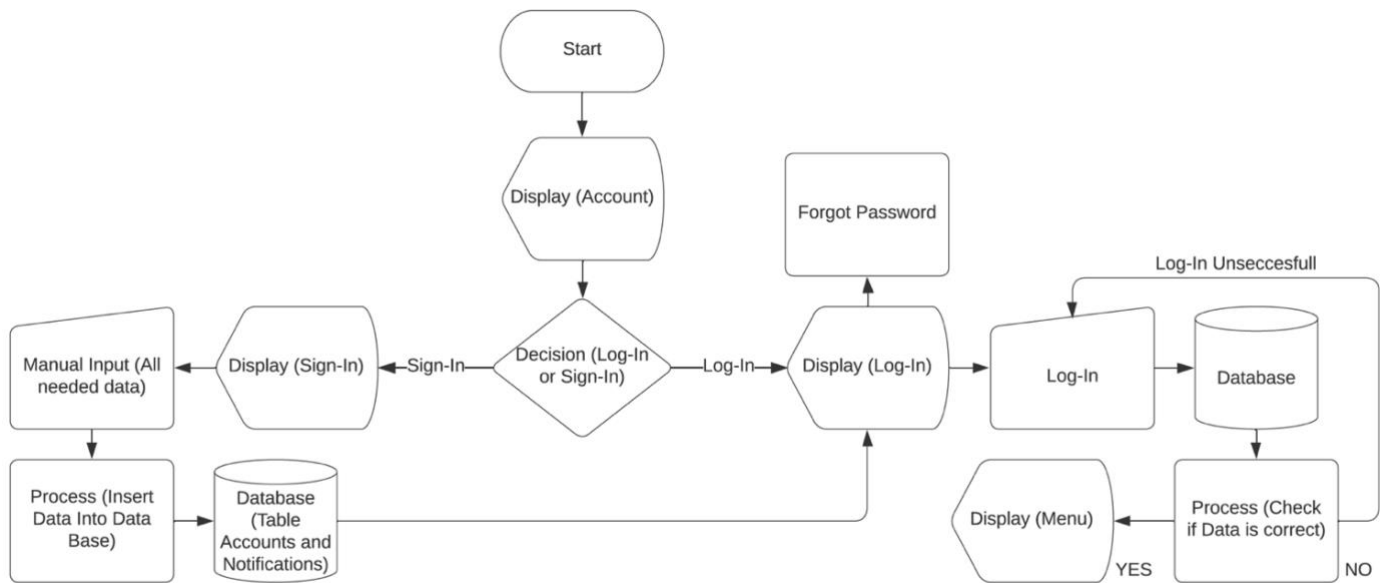 Start
Display (Account)
Forgot Password
Log-In Unseccesfull
Manual Input (All
needed data)
Display (Sign-In)
Sign-In
Decision (Log-In
or Sign-In)
Log-In
Display (Log-In)
Log-In
Database
Process (Insert
Data Into Data
Base)
Database
(Table
Accounts and
Notifications)
Display (Menu)
YES
Process (Check
if Data is correct)
NO